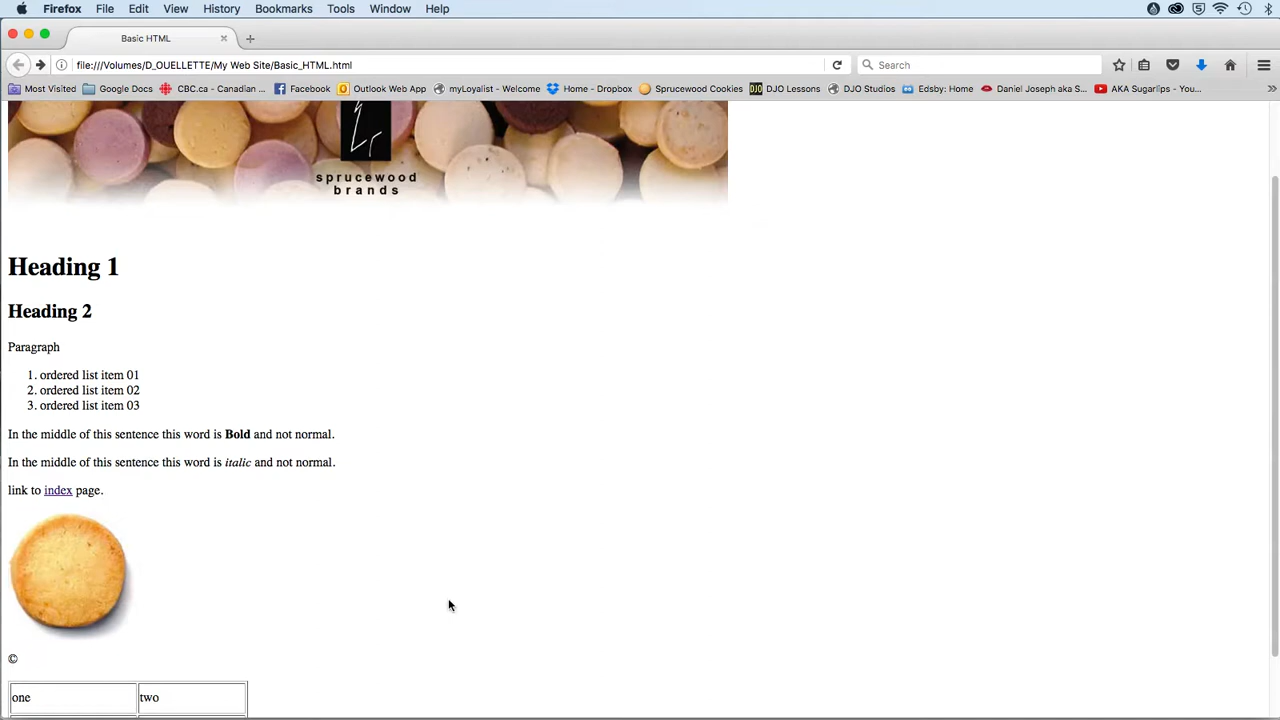 Firefox File Edit View History Bookmarks Tools Window Help
Basic HTML
file:///Volumes/D_OUELLETTE/My Web Site/Basic_HTML.html
Search
Most Visited Google Docs CBC.ca - Canadian ... Facebook Outlook Web App myLoyalist - Welcome Home - Dropbox Sprucewood Cookies DJO Lessons DJO Studios Edsby: Home Daniel Joseph aka S... AKA Sugarlips - You...
sprucewood
brands
Heading 1
Heading 2
Paragraph
1. ordered list item 01
2. ordered list item 02
3. ordered list item 03
In the middle of this sentence this word is Bold and not normal.
In the middle of this sentence this word is italic and not normal.
link to index page.
©
one two